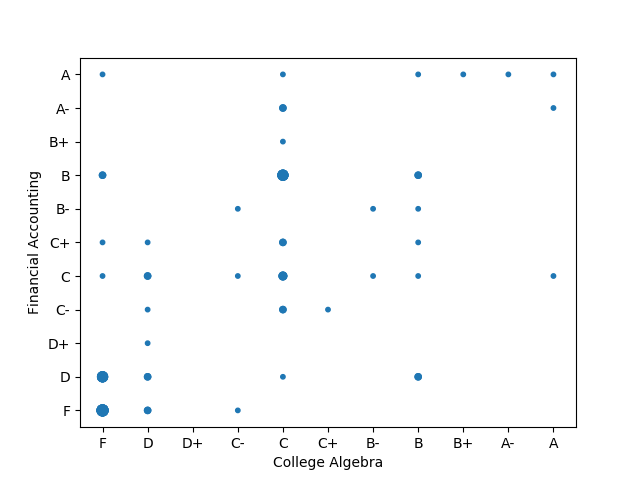 A
A-
B+
B
B-
C+
C
C-
D+
D
F
Financial Accounting
F D D+ C- C C+ B- B B+ A- A
College Algebra